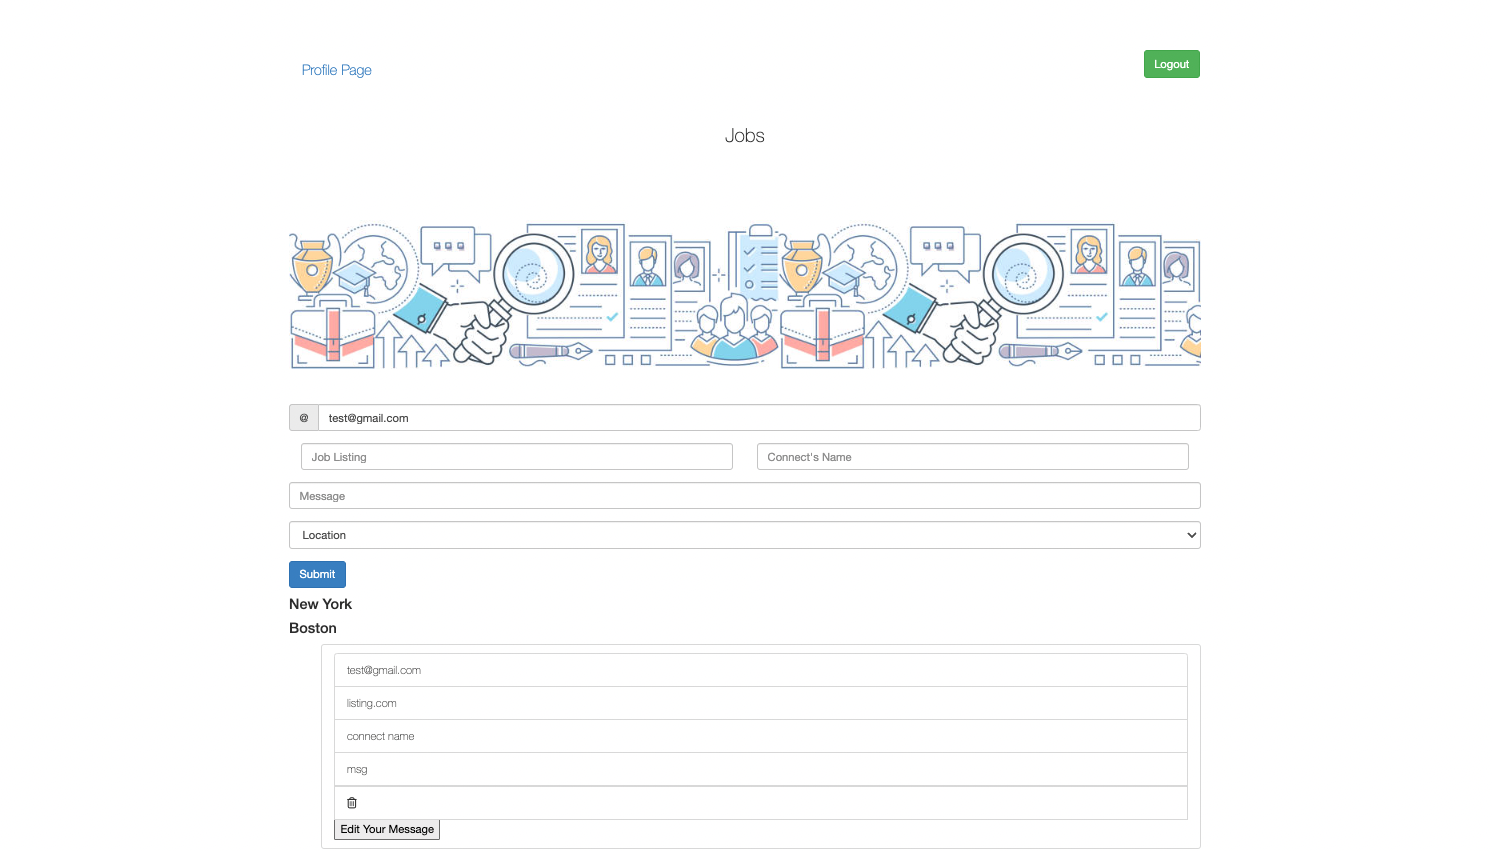 Profile Page
Logout
Jobs
@ test@gmail.com
Job Listing
Connect's Name
Message
Location
Submit
New York
Boston
test@gmail.com
listing.com
connect name
msg
Edit Your Message